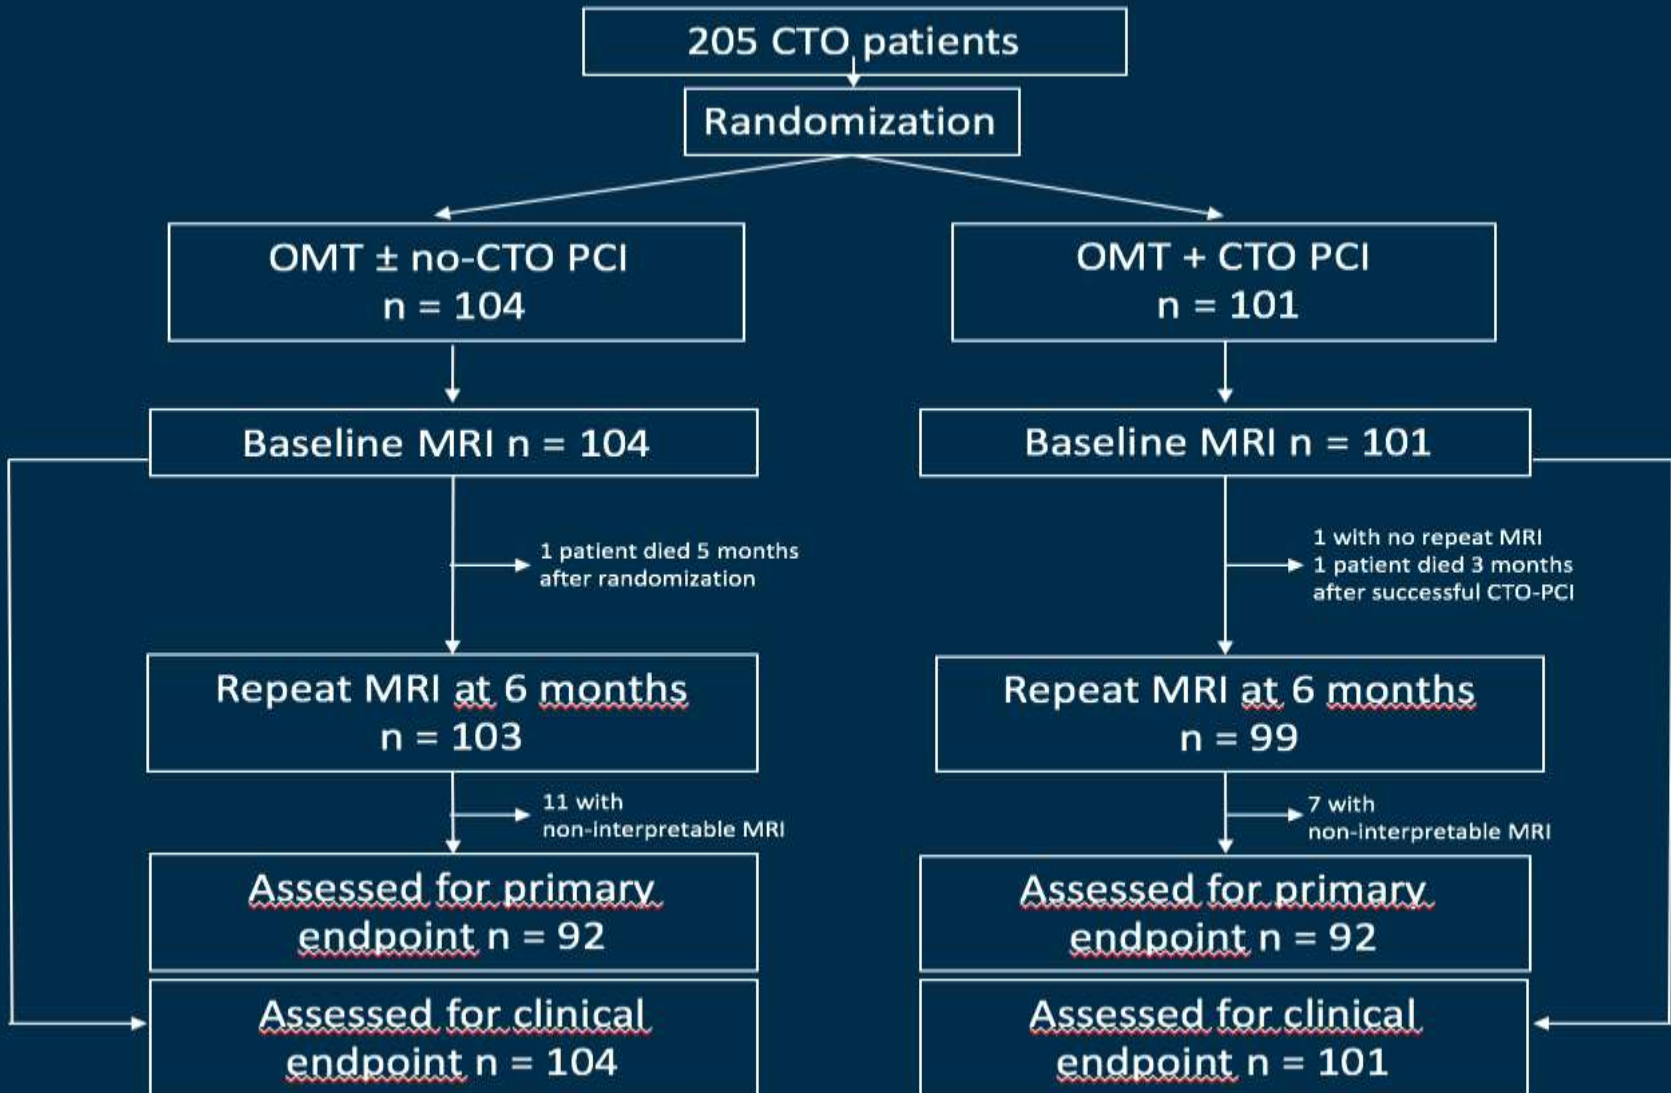 205 CTO patients
Randomization
OMT ± no-CTO PCI
n = 104
OMT + CTO PCI
n = 101
Baseline MRI n = 104
Baseline MRI n = 101
1 patient died 5 months
after randomization
1 with no repeat MRI
1 patient died 3 months
after successful CTO-PCI
Repeat MRI at 6 months
n = 103
Repeat MRI at 6 months
n = 99
11 with
non-interpretable MRI
7 with
non-interpretable MRI
Assessed for primary
endpoint n = 92
Assessed for primary
endpoint n = 92
Assessed for clinical
endpoint n = 104
Assessed for clinical
endpoint n = 101